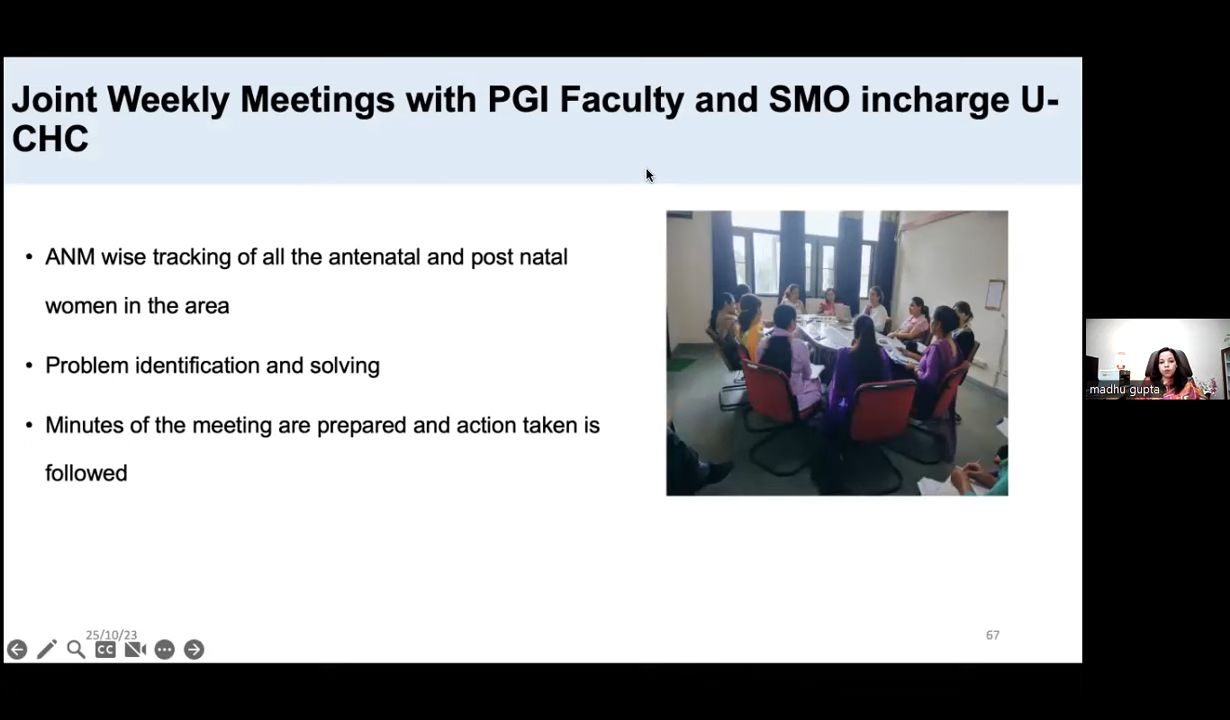 Joint Weekly Meetings with PGI Faculty and SMO incharge U-
CHC
• ANM wise tracking of all the antenatal and post natal
women in the area
• Problem identification and solving
• Minutes of the meeting are prepared and action taken is
followed
madhu gupta
25/10/23
67
CC